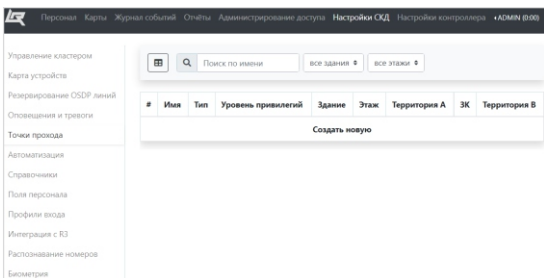 Персонал Карты Журнал событий Отчёты Администрирование доступа Настройки СКД Настройки контроллера ADMIN (0:00)
Управление кластером
Карта устройств
Резервирование OSDP линий
Оповещения и тревоги
Точки прохода
Автоматизация
Справочники
Поля персонала
Профили входа
Интеграция с R3
Распознавание номеров
Биометрия
Поиск по имени все здания все этажи
# Имя Тип Уровень привилегий Здание Этаж Территория A ЗК Территория B
Создать новую